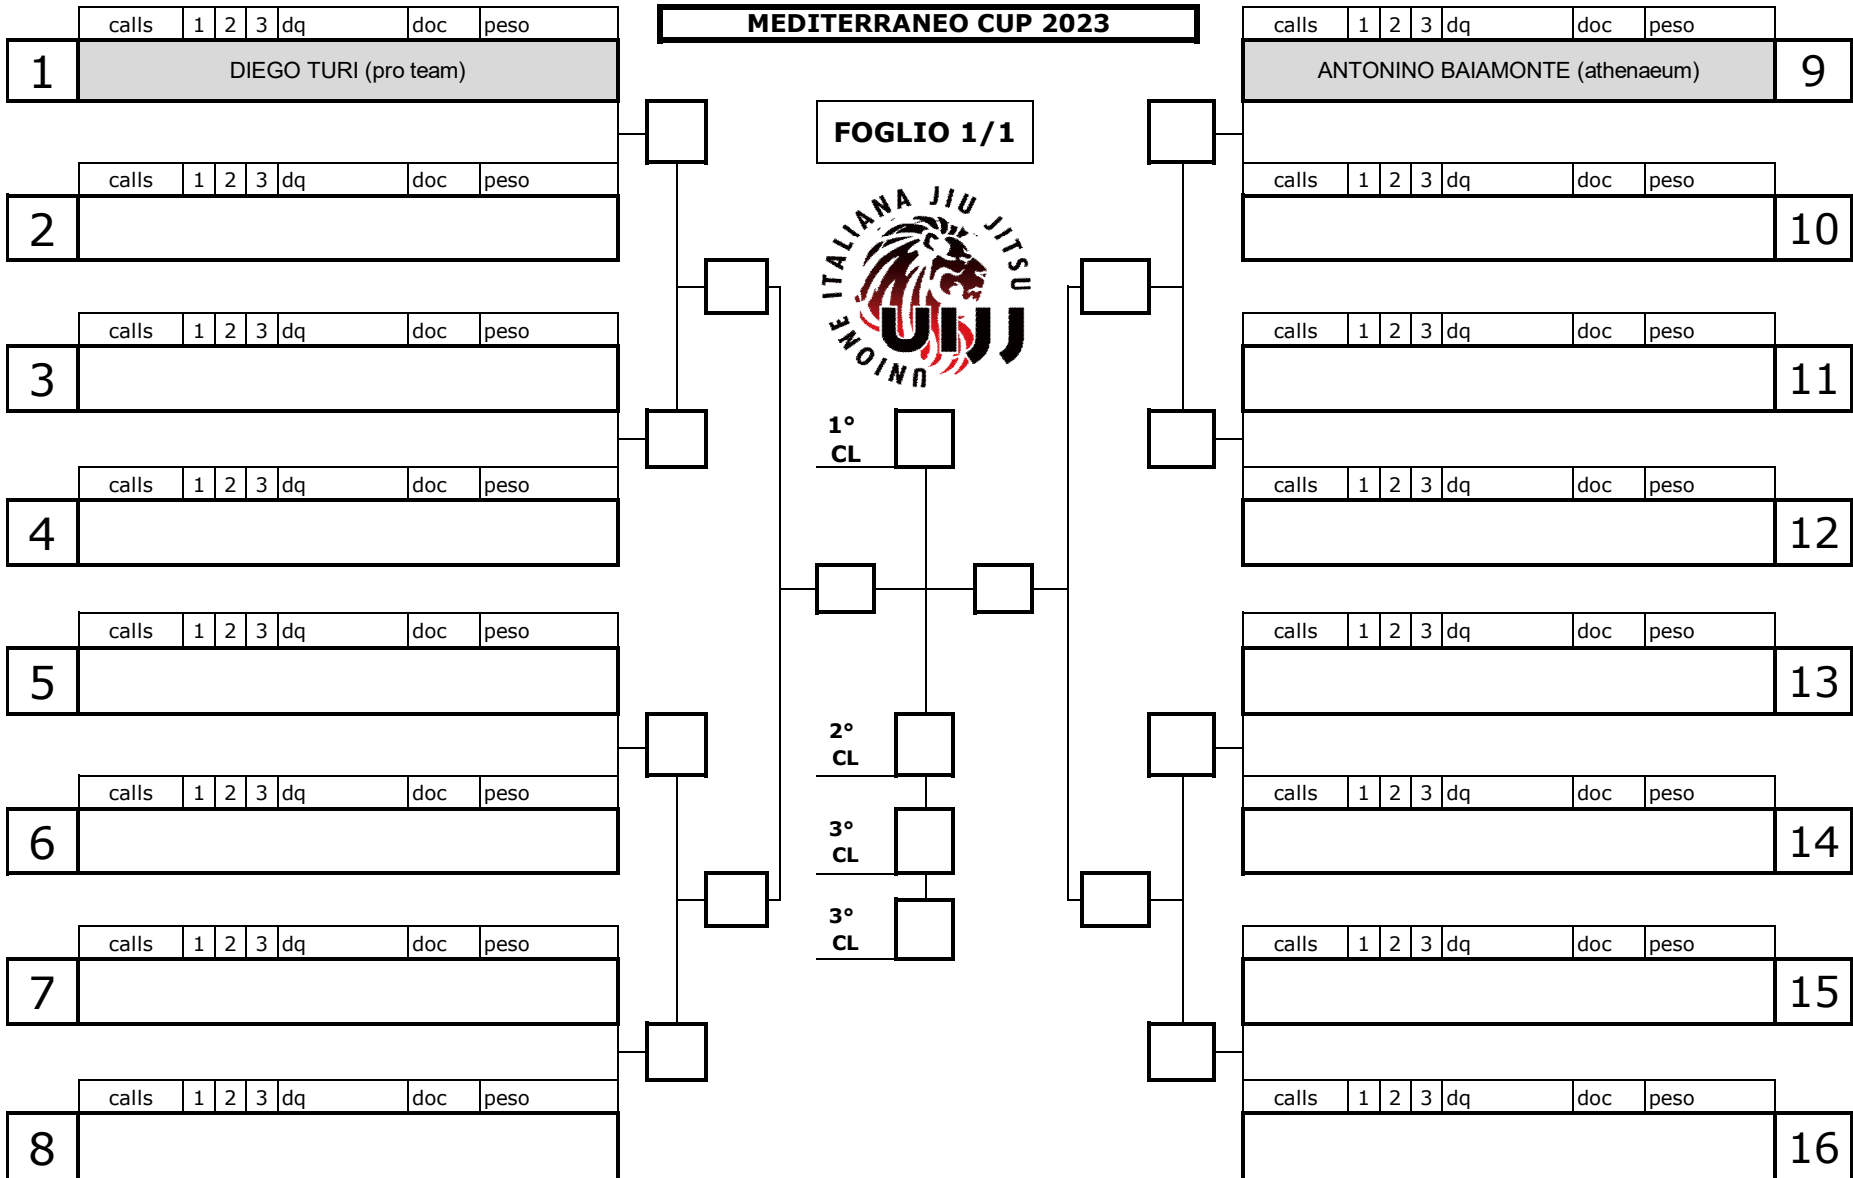 calls 1 2 3 dq doc peso
1 DIEGO TURI (pro team)
calls 1 2 3 dq doc peso
2
calls 1 2 3 dq doc peso
3
calls 1 2 3 dq doc peso
4
calls 1 2 3 dq doc peso
5
calls 1 2 3 dq doc peso
6
calls 1 2 3 dq doc peso
7
calls 1 2 3 dq doc peso
8
MEDITERRANEO CUP 2023
FOGLIO 1/1
UNIONE ITALIANA JIU JITSU
UIJJ
1°
CL
2°
CL
3°
CL
3°
CL
calls 1 2 3 dq doc peso
ANTONINO BAIAMONTE (athenaeum) 9
calls 1 2 3 dq doc peso
10
calls 1 2 3 dq doc peso
11
calls 1 2 3 dq doc peso
12
calls 1 2 3 dq doc peso
13
calls 1 2 3 dq doc peso
14
calls 1 2 3 dq doc peso
15
calls 1 2 3 dq doc peso
16